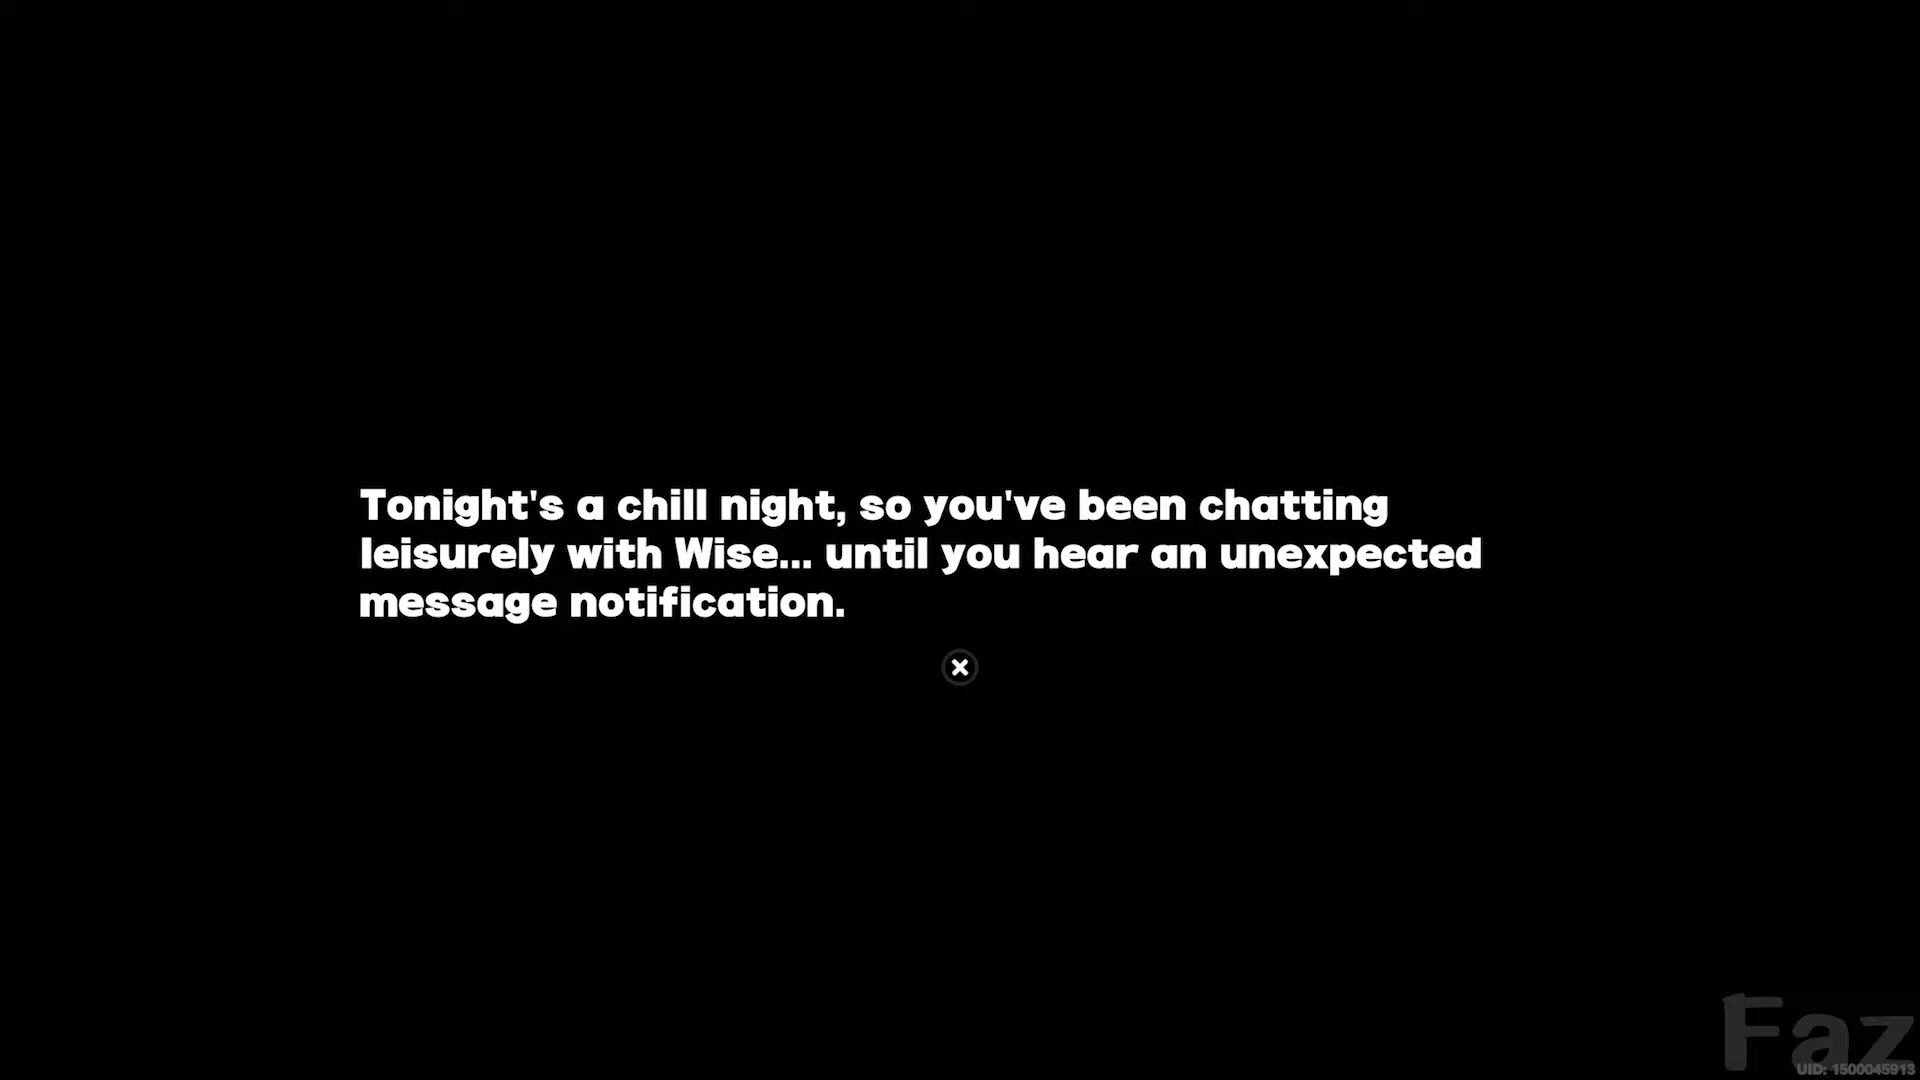 Tonight's a chill night, so you've been chatting
leisurely with Wise... until you hear an unexpected
message notification.
Faz
UID: 1500045913